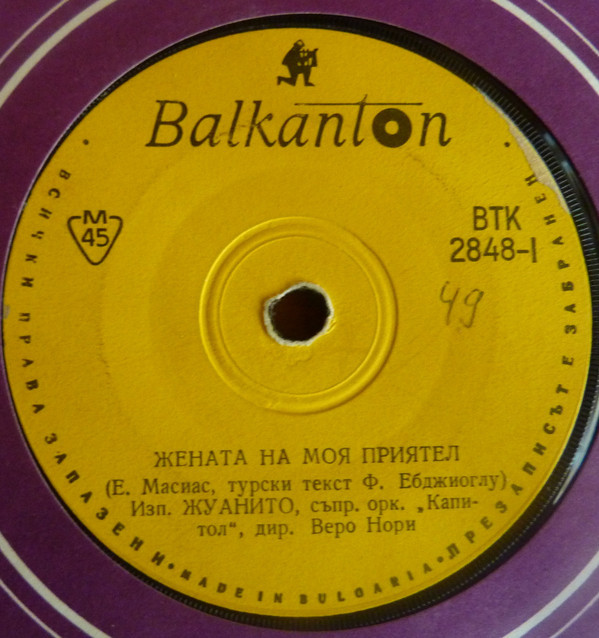 Balkanton
М
45
ВТК
2848-I
49
ЖЕНАТА НА МОЯ ПРИЯТЕЛ
(Е. Масиас, турски текст Ф. Ебджиоглу)
Изп. ЖУАНИТО, съпр. орк. „Капи-
тол“, дир. Веро Нори
• ВСИЧКИ ПРАВА ЗАПАЗЕНИ • MADE IN BULGARIA • ПРЕЗАПИСЪТ Е ЗАБРАНЕН •